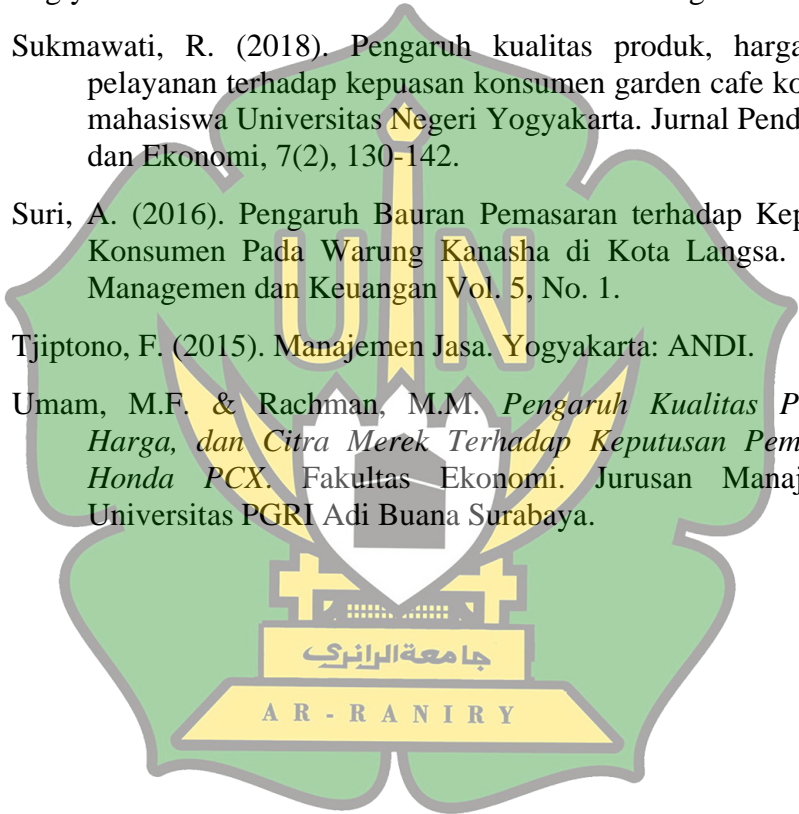 Sukmawati, R. (2018). Pengaruh kualitas produk, harga
pelayanan terhadap kepuasan konsumen garden cafe ko
mahasiswa Universitas Negeri Yogyakarta. Jurnal Pend
dan Ekonomi, 7(2), 130-142.
Suri, A. (2016). Pengaruh Bauran Pemasaran terhadap Kep
Konsumen Pada Warung Kanasha di Kota Langsa.
Managemen dan Keuangan Vol. 5, No. 1.
Tjiptono, F. (2015). Manajemen Jasa. Yogyakarta: ANDI.
Umam, M.F. & Rachman, M.M. Pengaruh Kualitas P
Harga, dan Citra Merek Terhadap Keputusan Pem
Honda PCX. Fakultas Ekonomi. Jurusan Manaj
Universitas PGRI Adi Buana Surabaya.
UIN
جامعة الرانري
AR-RANIRY